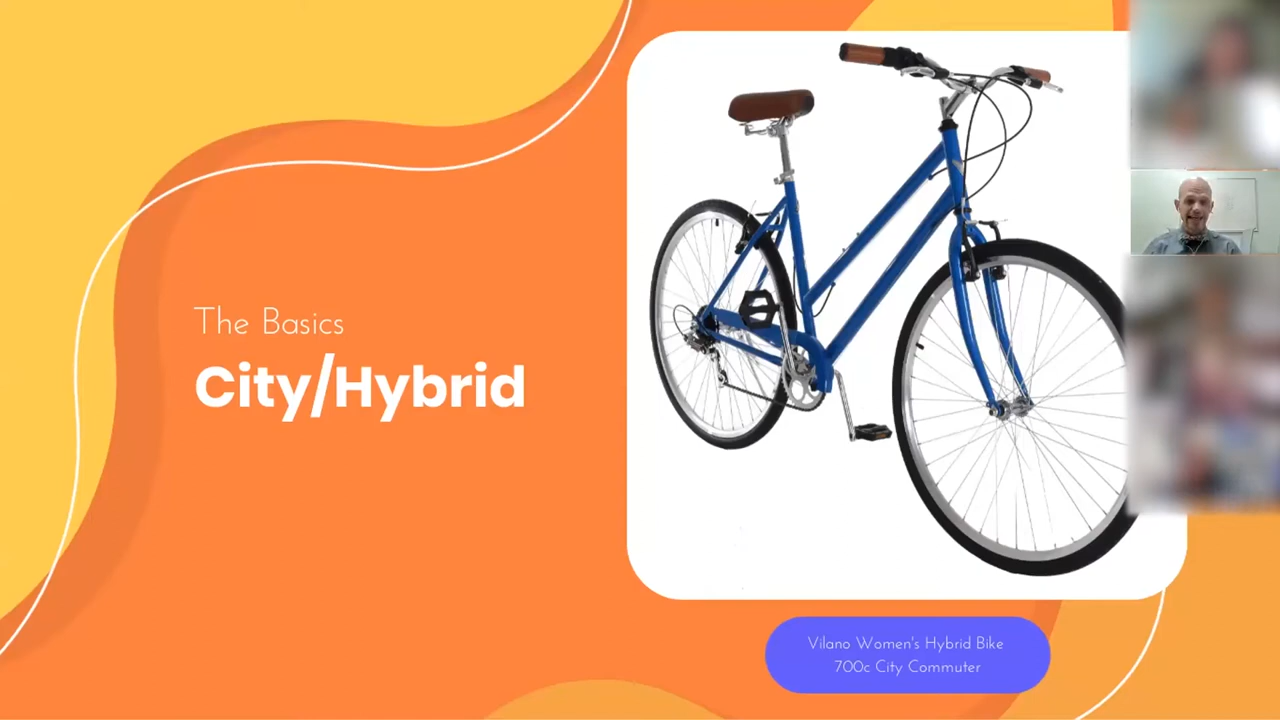 The Basics
City/Hybrid
Vilano Women's Hybrid Bike
700c City Commuter